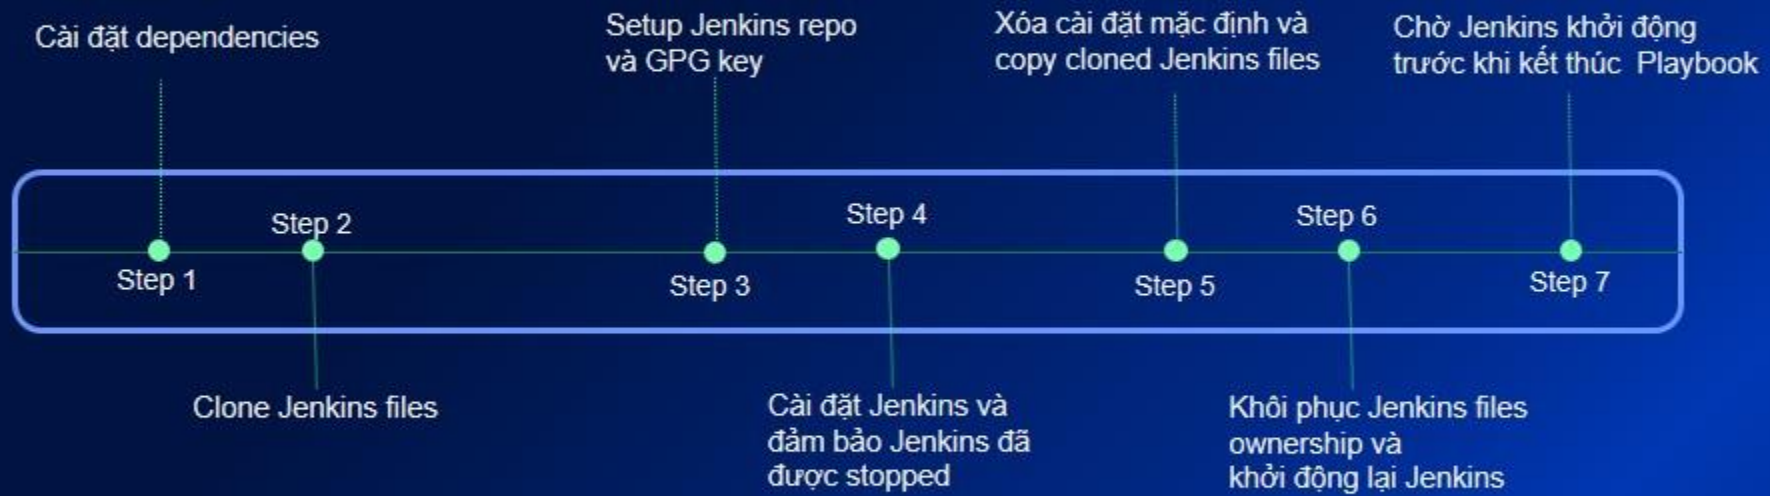 Cài đặt dependencies
Setup Jenkins repo
và GPG key
Xóa cài đặt mặc định và
copy cloned Jenkins files
Chờ Jenkins khởi động
trước khi kết thúc Playbook
Step 1
Step 2
Step 3
Step 4
Step 5
Step 6
Step 7
Clone Jenkins files
Cài đặt Jenkins và
đảm bảo Jenkins đã
được stopped
Khôi phục Jenkins files
ownership và
khởi động lại Jenkins